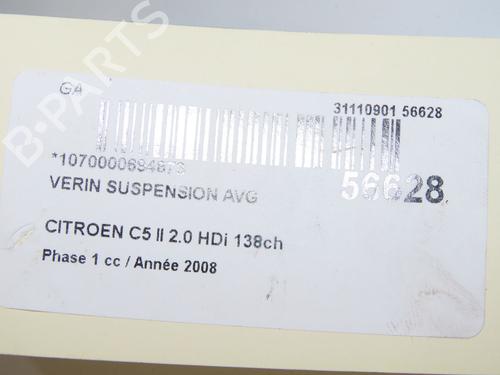 B-PARTS
GA
31110901 56628
*1070000694873
56628
VERIN SUSPENSION AVG
CITROEN C5 II 2.0 HDi 138ch
Phase 1 cc / Année 2008